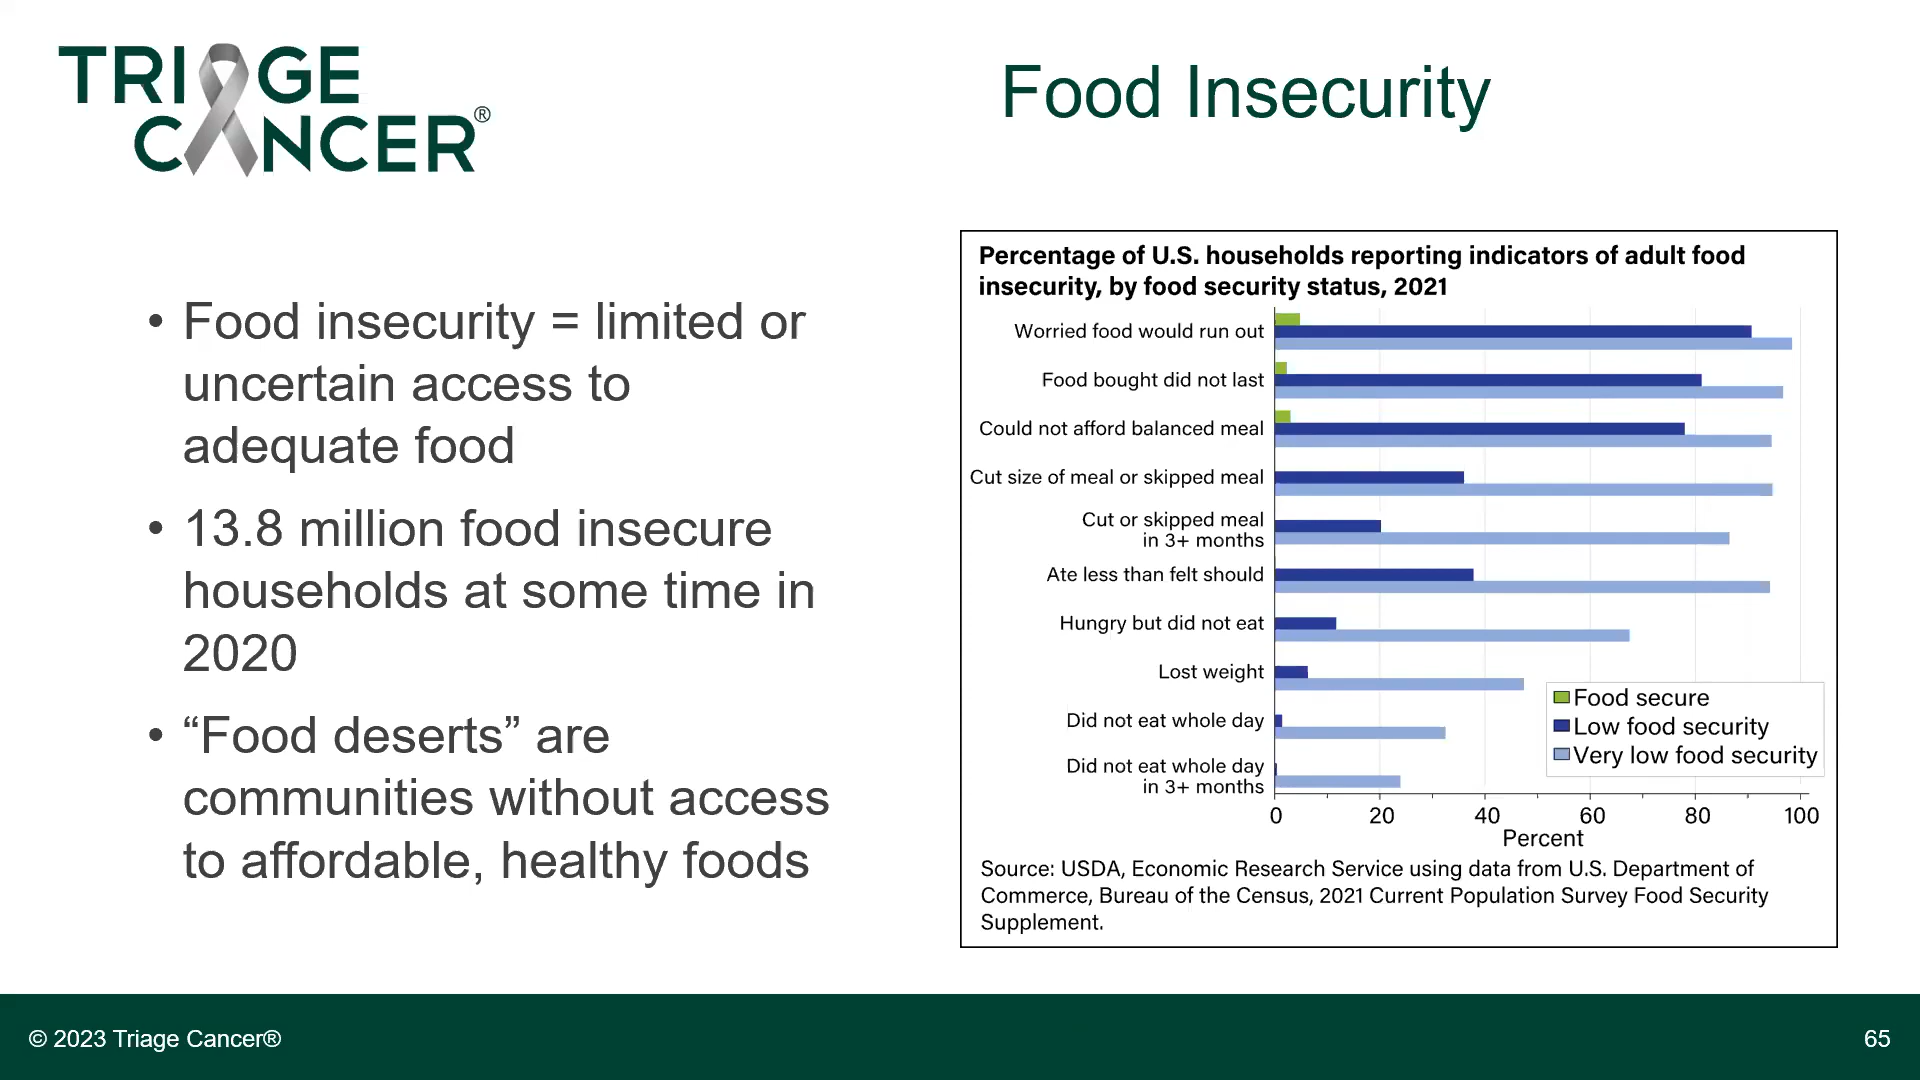 TRIAGE
CANCER®
Food Insecurity
• Food insecurity = limited or
uncertain access to
adequate food
• 13.8 million food insecure
households at some time in
2020
• “Food deserts” are
communities without access
to affordable, healthy foods
Percentage of U.S. households reporting indicators of adult food
insecurity, by food security status, 2021
Worried food would run out
Food bought did not last
Could not afford balanced meal
Cut size of meal or skipped meal
Cut or skipped meal
in 3+ months
Ate less than felt should
Hungry but did not eat
Lost weight
Did not eat whole day
Did not eat whole day
in 3+ months
Food secure
Low food security
Very low food security
0 20 40 60 80 100
Percent
Source: USDA, Economic Research Service using data from U.S. Department of
Commerce, Bureau of the Census, 2021 Current Population Survey Food Security
Supplement.
© 2023 Triage Cancer®
65